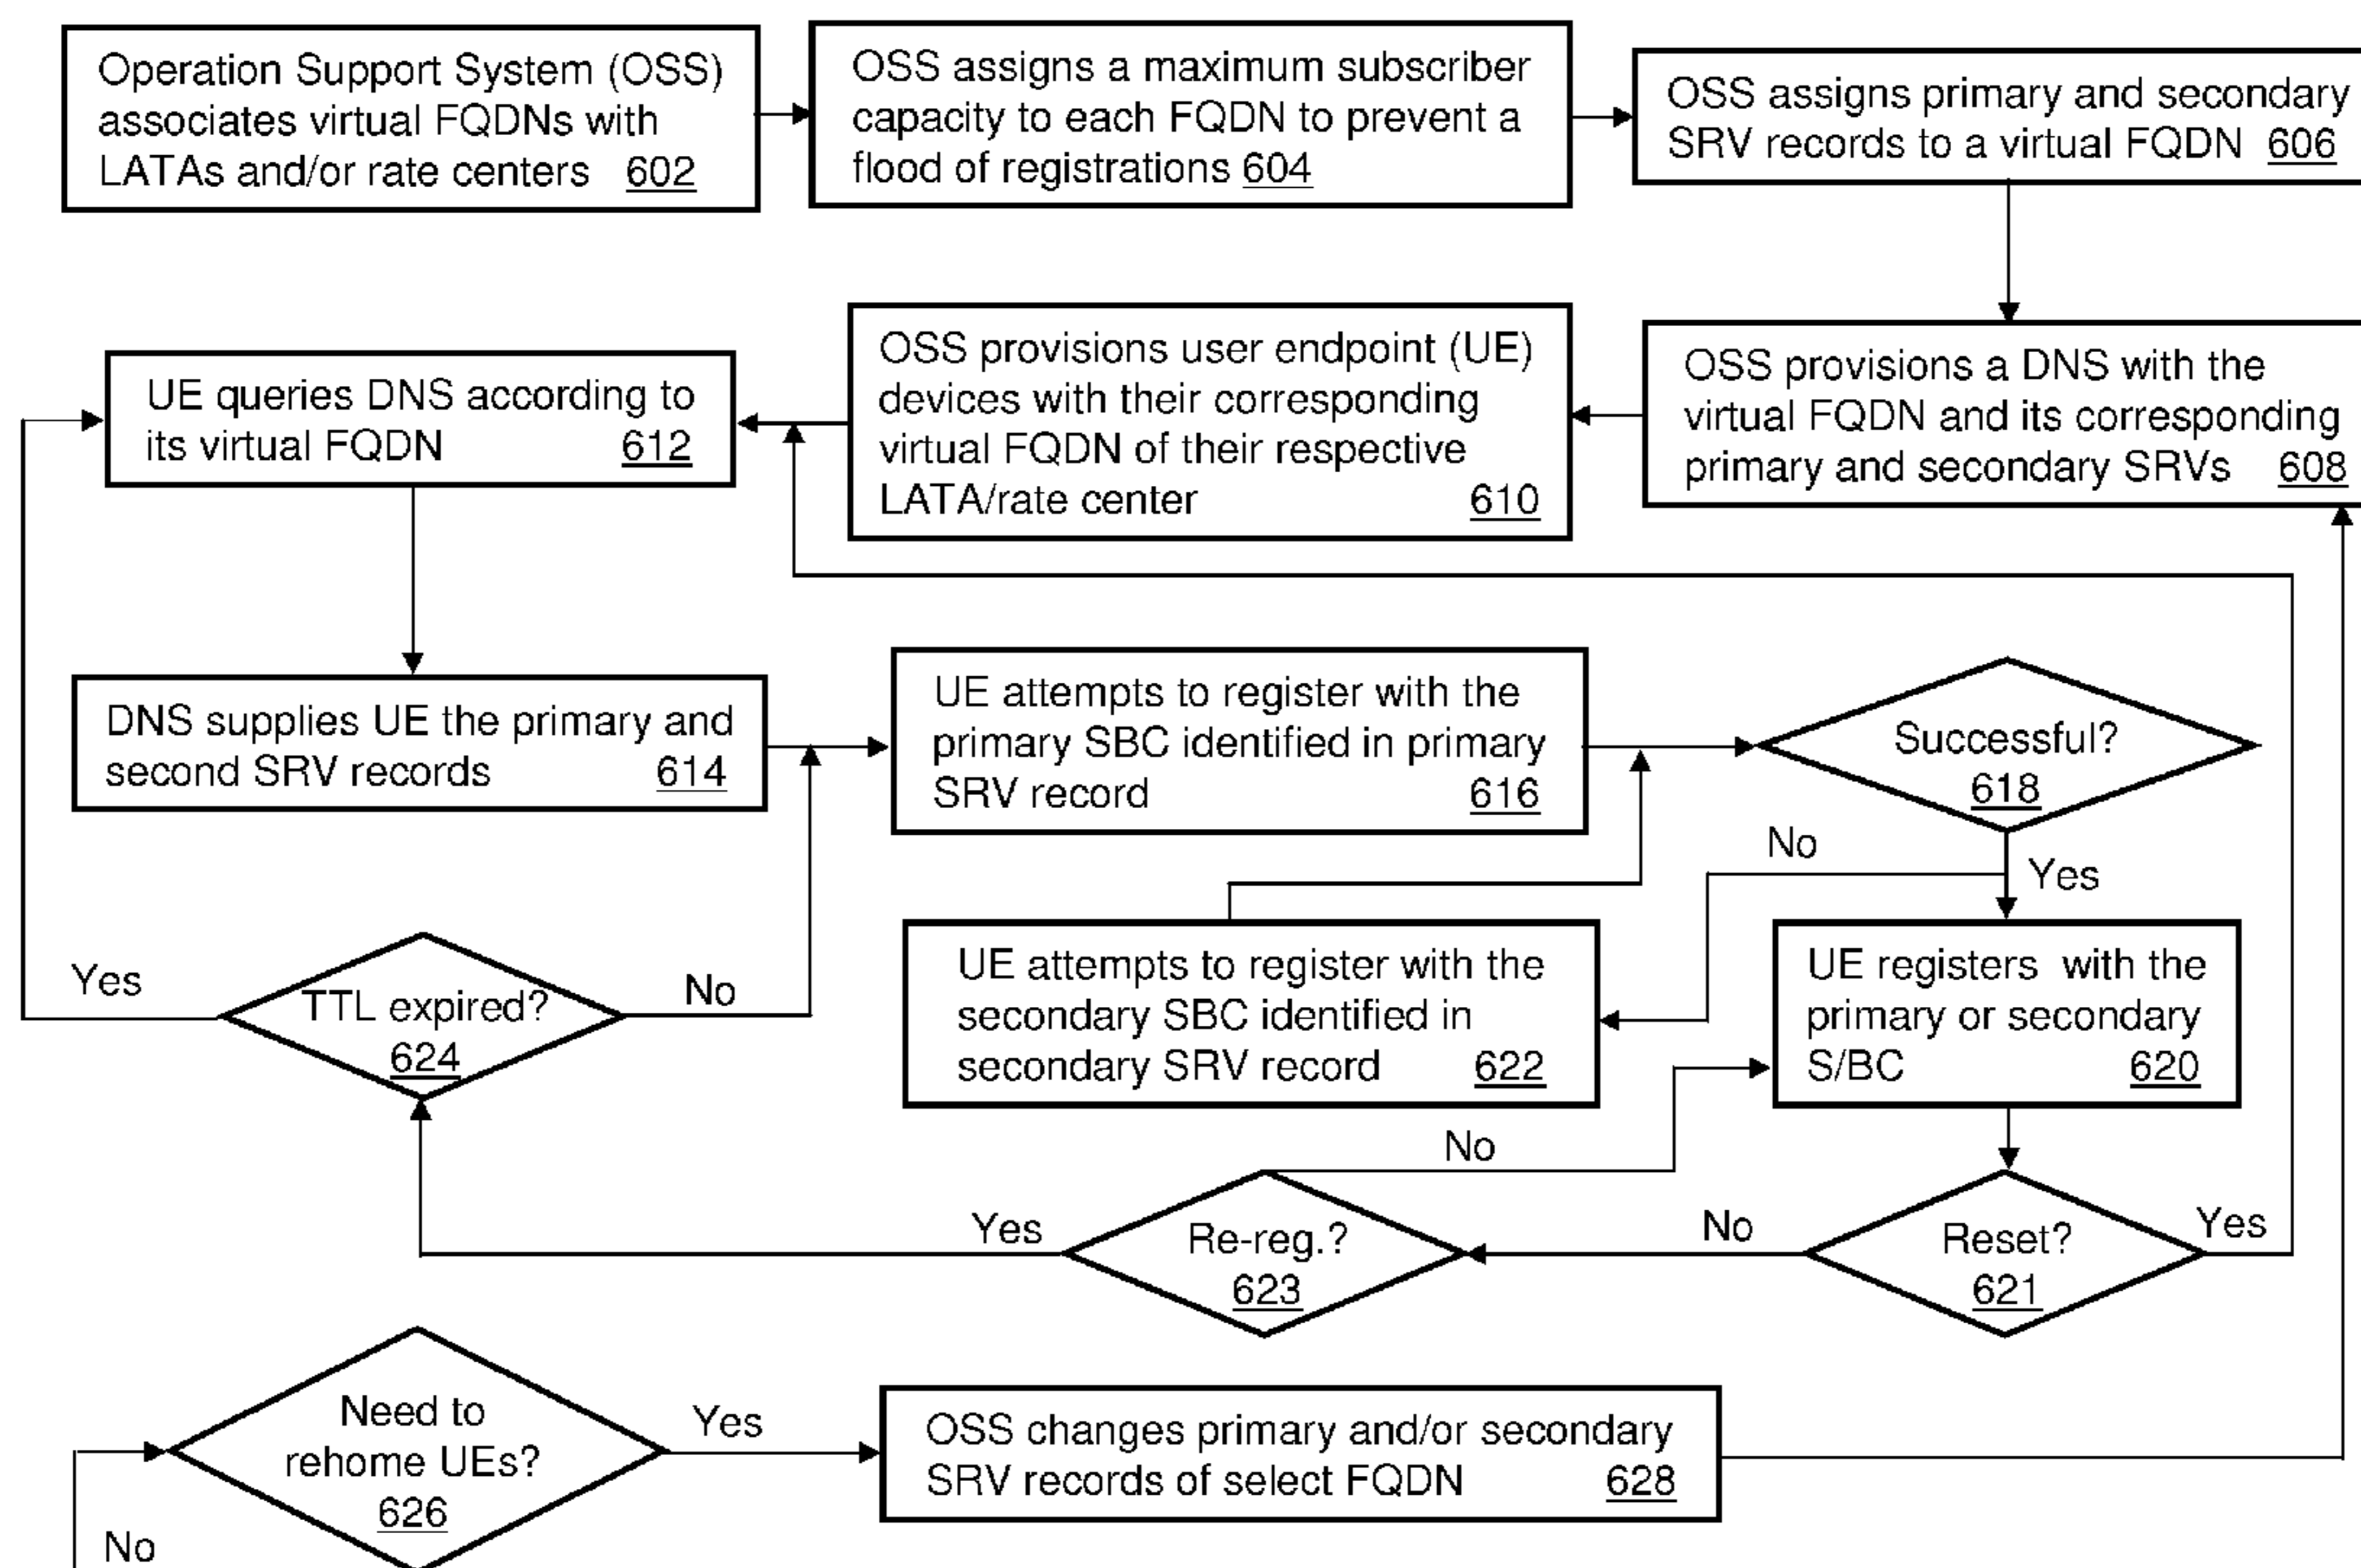 Operation Support System (OSS)
associates virtual FQDNs with
LATAs and/or rate centers 602
OSS assigns a maximum subscriber
capacity to each FQDN to prevent a
flood of registrations 604
OSS assigns primary and secondary
SRV records to a virtual FQDN 606
OSS provisions a DNS with the
virtual FQDN and its corresponding
primary and secondary SRVs 608
OSS provisions user endpoint (UE)
devices with their corresponding
virtual FQDN of their respective
LATA/rate center 610
UE queries DNS according to
its virtual FQDN 612
DNS supplies UE the primary and
second SRV records 614
UE attempts to register with the
primary SBC identified in primary
SRV record 616
Successful?
618
No
Yes
UE registers with the
primary or secondary
S/BC 620
UE attempts to register with the
secondary SBC identified in
secondary SRV record 622
Yes
TTL expired?
624
No
No
Yes
Re-reg.?
623
No
Reset?
621
Yes
Need to
rehome UEs?
626
Yes
No
OSS changes primary and/or secondary
SRV records of select FQDN 628